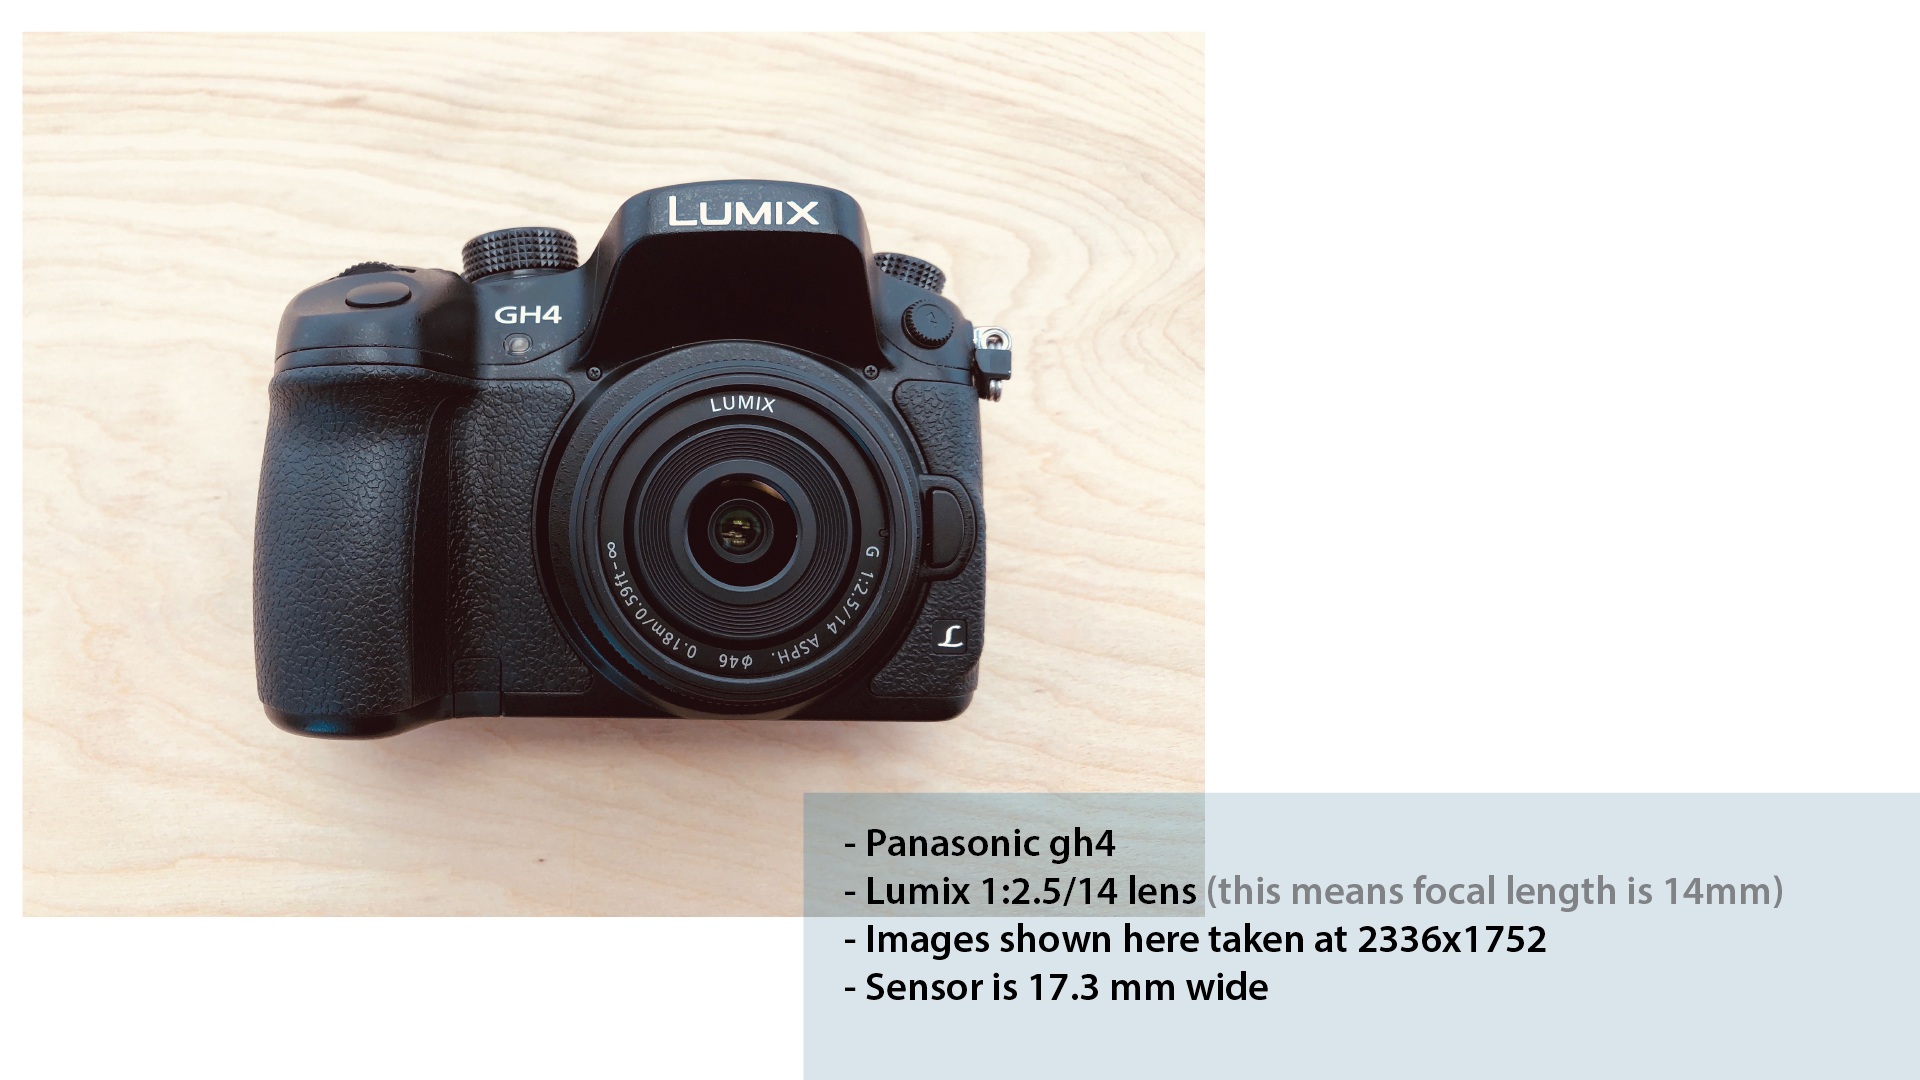 LUMIX
GH4
LUMIX
G 1:2.5/14 ASPH. ⌀46 0.18m/0.59ft-∞
L
- Panasonic gh4
- Lumix 1:2.5/14 lens (this means focal length is 14mm)
- Images shown here taken at 2336x1752
- Sensor is 17.3 mm wide